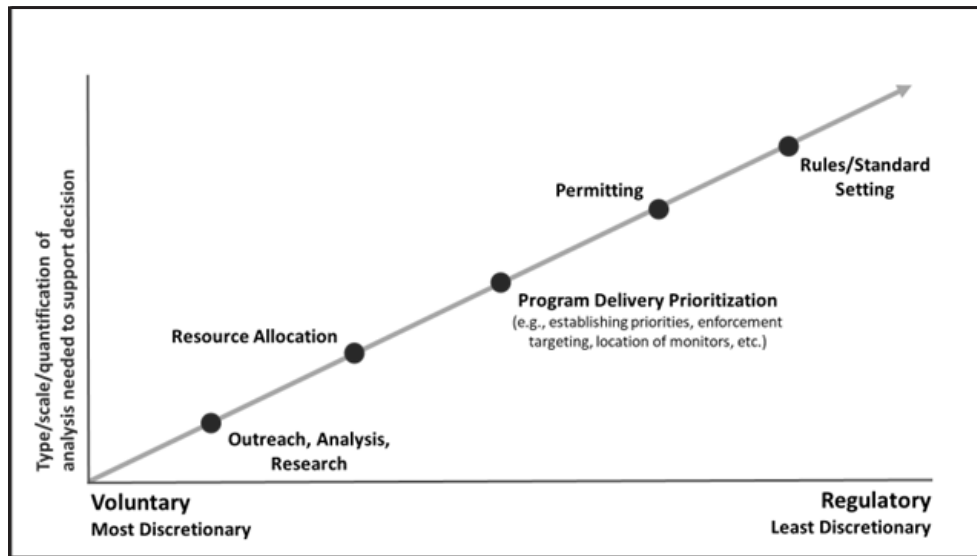 Type/scale/quantification of
analysis needed to support decision
Rules/Standard
Setting
Permitting
Program Delivery Prioritization
(e.g., establishing priorities, enforcement
targeting, location of monitors, etc.)
Resource Allocation
Outreach, Analysis,
Research
Voluntary
Most Discretionary
Regulatory
Least Discretionary